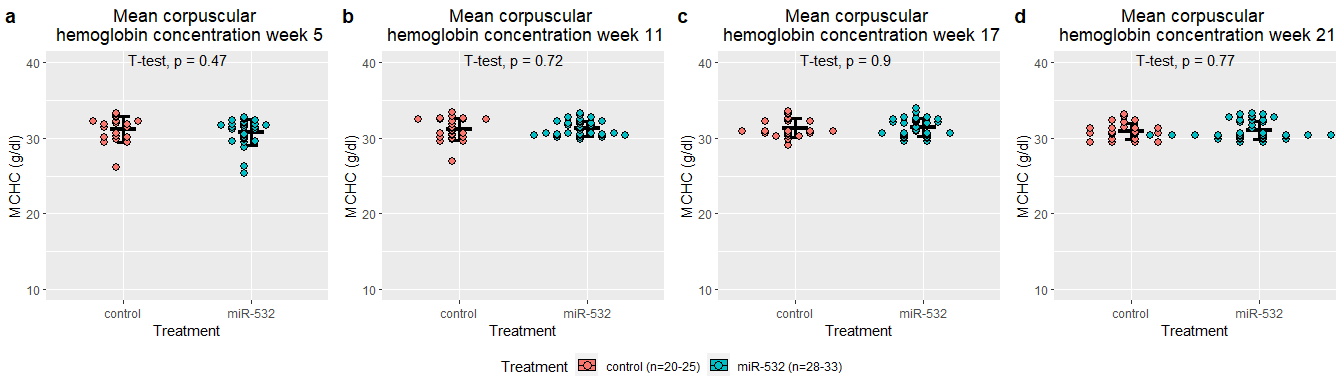 a
Mean corpuscular
hemoglobin concentration week 5
T-test, p = 0.47
MCHC (g/dl)
40
30
20
10
control
miR-532
Treatment
b
Mean corpuscular
hemoglobin concentration week 11
T-test, p = 0.72
MCHC (g/dl)
40
30
20
10
control
miR-532
Treatment
c
Mean corpuscular
hemoglobin concentration week 17
T-test, p = 0.9
MCHC (g/dl)
40
30
20
10
control
miR-532
Treatment
d
Mean corpuscular
hemoglobin concentration week 21
T-test, p = 0.77
MCHC (g/dl)
40
30
20
10
control
miR-532
Treatment
Treatment control (n=20-25) miR-532 (n=28-33)